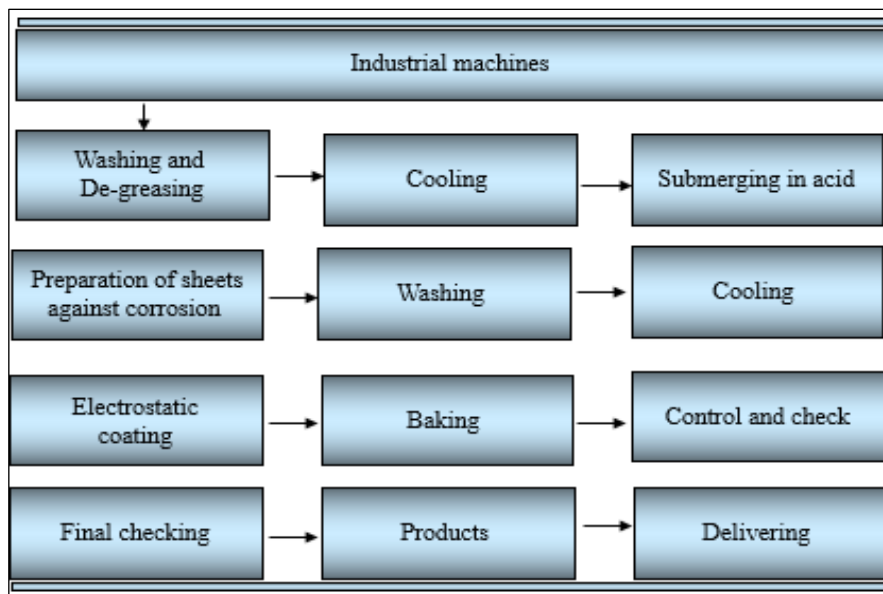 Industrial machines
Washing and
De-greasing
Cooling
Submerging in acid
Preparation of sheets
against corrosion
Washing
Cooling
Electrostatic
coating
Baking
Control and check
Final checking
Products
Delivering